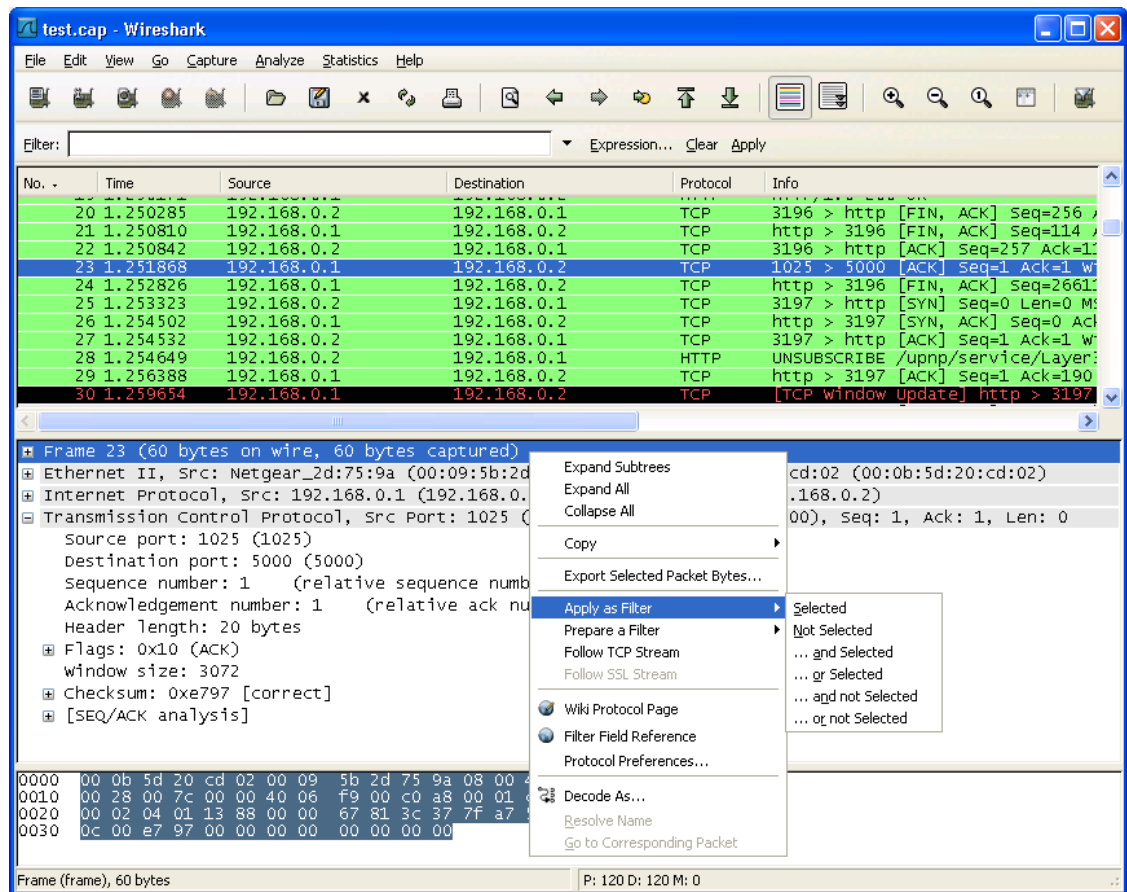 test.cap - Wireshark
File Edit View Go Capture Analyze Statistics Help
Filter: Expression... Clear Apply
No. Time Source Destination Protocol Info
20 1.250285 192.168.0.2 192.168.0.1 TCP 3196 > http [FIN, ACK] Seq=256
21 1.250810 192.168.0.1 192.168.0.2 TCP http > 3196 [FIN, ACK] Seq=114
22 1.250842 192.168.0.2 192.168.0.1 TCP 3196 > http [ACK] Seq=257 Ack=11
23 1.251868 192.168.0.1 192.168.0.2 TCP 1025 > 5000 [ACK] Seq=1 Ack=1
24 1.252826 192.168.0.1 192.168.0.2 TCP http > 3196 [FIN, ACK] Seq=26611
25 1.253323 192.168.0.2 192.168.0.1 TCP 3197 > http [SYN] Seq=0 Len=0
26 1.254502 192.168.0.1 192.168.0.2 TCP http > 3197 [SYN, ACK] Seq=0
27 1.254532 192.168.0.2 192.168.0.1 TCP 3197 > http [ACK] Seq=1 Ack=1
28 1.254649 192.168.0.2 192.168.0.1 HTTP UNSUBSCRIBE /upnp/service/Layer3
29 1.256388 192.168.0.1 192.168.0.2 TCP http > 3197 [ACK] Seq=1 Ack=190
30 1.259654 192.168.0.1 192.168.0.2 TCP [TCP Window Update] http > 3197
Frame 23 (60 bytes on wire, 60 bytes captured)
Ethernet II, Src: Netgear_2d:75:9a (00:09:5b:2d cd:02 (00:0b:5d:20:cd:02)
Internet Protocol, Src: 192.168.0.1 (192.168.0. .168.0.2)
Transmission Control Protocol, Src Port: 1025 ( 00), Seq: 1, Ack: 1, Len: 0
Source port: 1025 (1025)
Destination port: 5000 (5000)
Sequence number: 1 (relative sequence numb
Acknowledgement number: 1 (relative ack nu
Header length: 20 bytes
Flags: 0x10 (ACK)
Window size: 3072
Checksum: 0xe797 [correct]
[SEQ/ACK analysis]
Expand Subtrees
Expand All
Collapse All
Copy
Export Selected Packet Bytes...
Apply as Filter
Prepare a Filter
Follow TCP Stream
Follow SSL Stream
Wiki Protocol Page
Filter Field Reference
Protocol Preferences...
Decode As...
Resolve Name
Go to Corresponding Packet
Selected
Not Selected
... and Selected
... or Selected
... and not Selected
... or not Selected
0000 00 0b 5d 20 cd 02 00 09 5b 2d 75 9a 08 00
0010 00 28 00 7c 00 00 40 06 f9 00 c0 a8 00 01
0020 00 02 04 01 13 88 00 00 67 81 3c 37 7f a7
0030 0c 00 e7 97 00 00 00 00 00 00 00 00
Frame (frame), 60 bytes P: 120 D: 120 M: 0